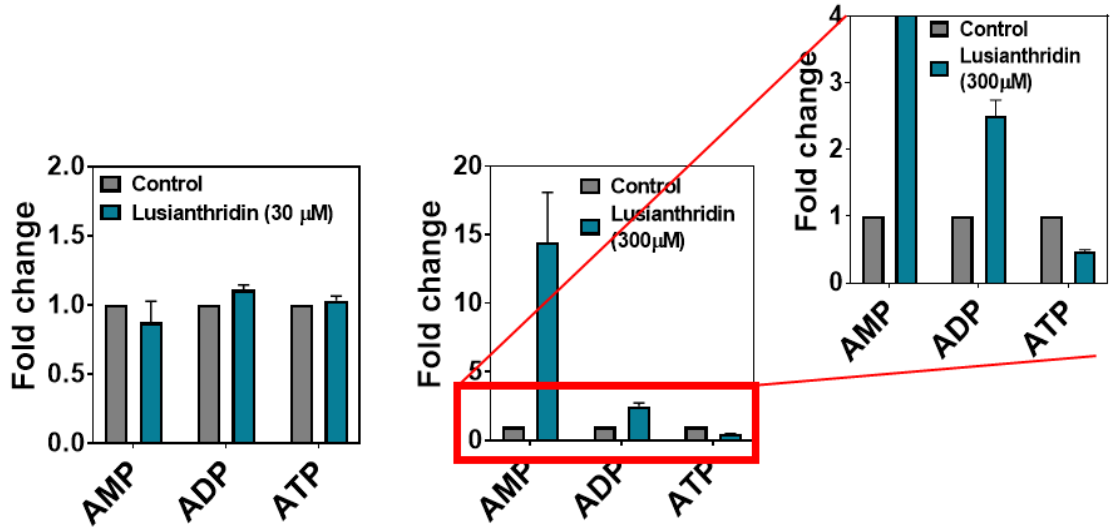 Fold change
2.0
1.5
1.0
0.5
0.0
Control
Lusianthridin (30 μM)
AMP
ADP
ATP
Fold change
20
15
10
5
0
Control
Lusianthridin
(300μM)
AMP
ADP
ATP
Fold change
4
3
2
1
0
Control
Lusianthridin
(300μM)
AMP
ADP
ATP